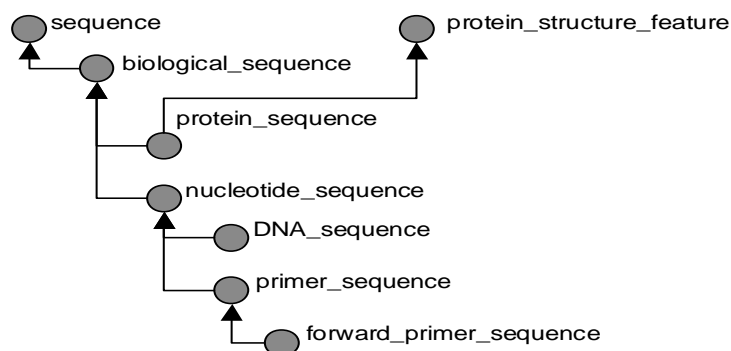 sequence
protein_structure_feature
biological_sequence
protein_sequence
nucleotide_sequence
DNA_sequence
primer_sequence
forward_primer_sequence